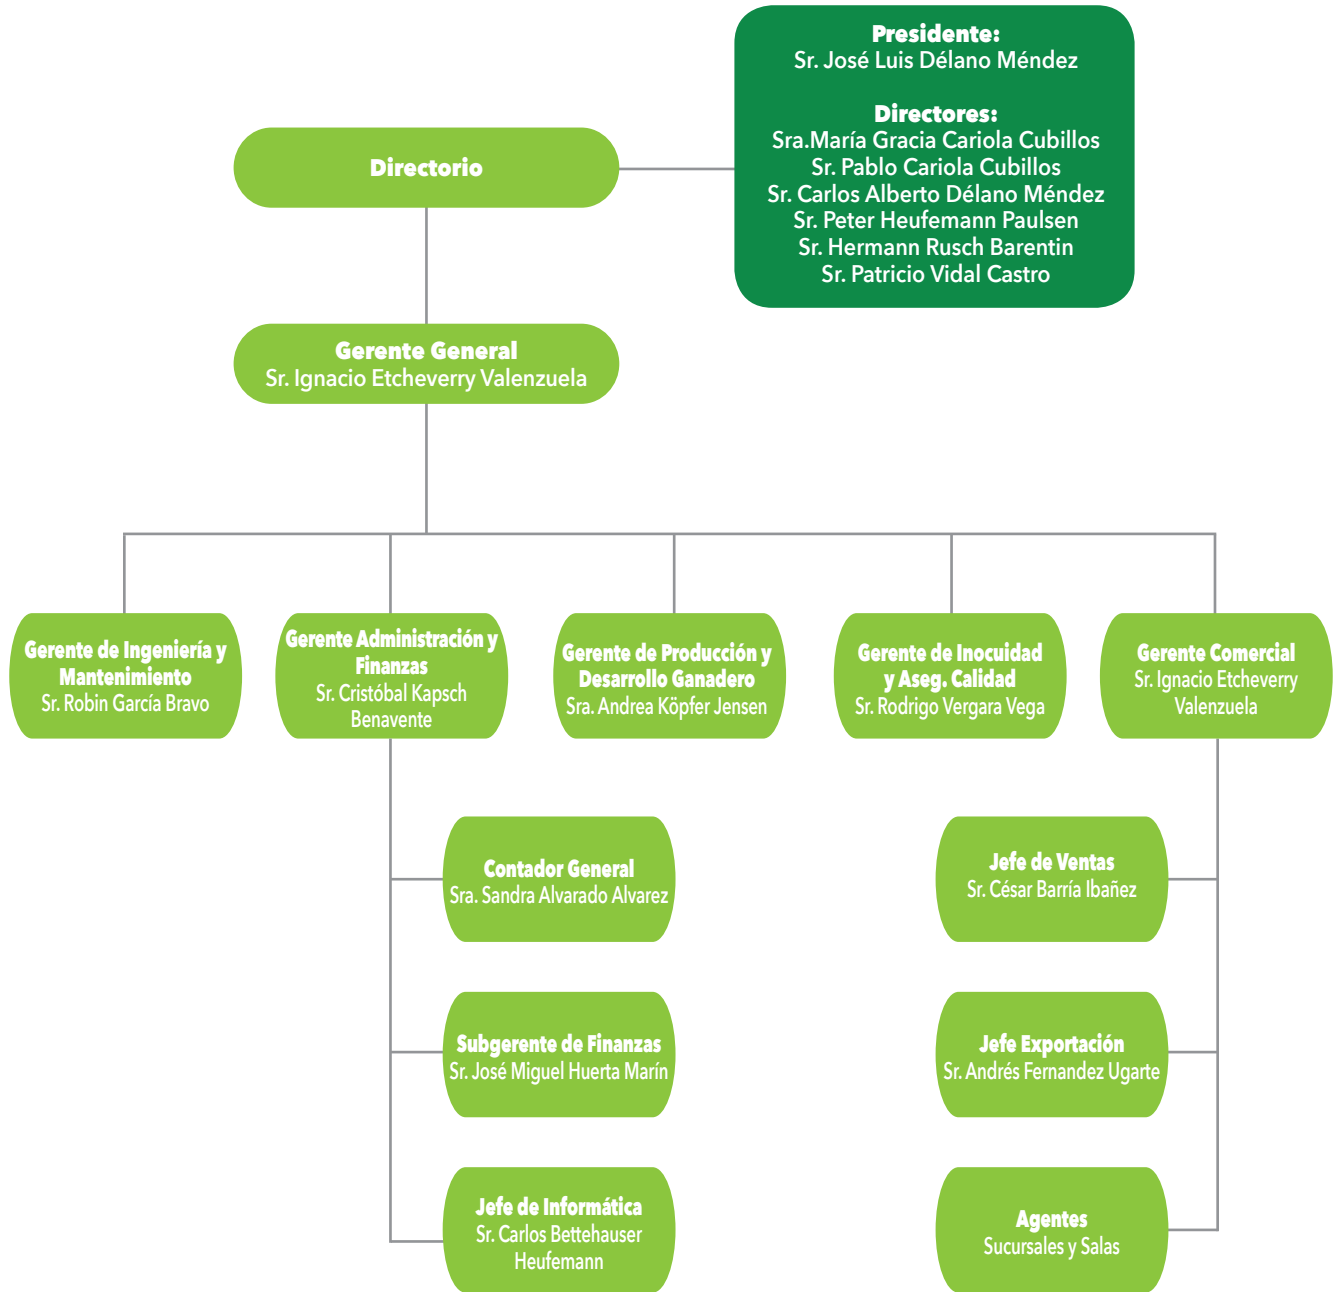 Presidente:
Sr. José Luis Délano Méndez
Directores:
Sra.María Gracia Cariola Cubillos
Sr. Pablo Cariola Cubillos
Sr. Carlos Alberto Délano Méndez
Sr. Peter Heufemann Paulsen
Sr. Hermann Rusch Barentin
Sr. Patricio Vidal Castro
Directorio
Gerente General
Sr. Ignacio Etcheverry Valenzuela
Gerente de Ingeniería y
Mantenimiento
Sr. Robin García Bravo
Gerente Administración y
Finanzas
Sr. Cristóbal Kapsch
Benavente
Gerente de Producción y
Desarrollo Ganadero
Sra. Andrea Köpfer Jensen
Gerente de Inocuidad
y Aseg. Calidad
Sr. Rodrigo Vergara Vega
Gerente Comercial
Sr. Ignacio Etcheverry
Valenzuela
Contador General
Sra. Sandra Alvarado Alvarez
Subgerente de Finanzas
Sr. José Miguel Huerta Marín
Jefe de Informática
Sr. Carlos Bettehauser
Heufemann
Jefe de Ventas
Sr. César Barría Ibañez
Jefe Exportación
Sr. Andrés Fernandez Ugarte
Agentes
Sucursales y Salas